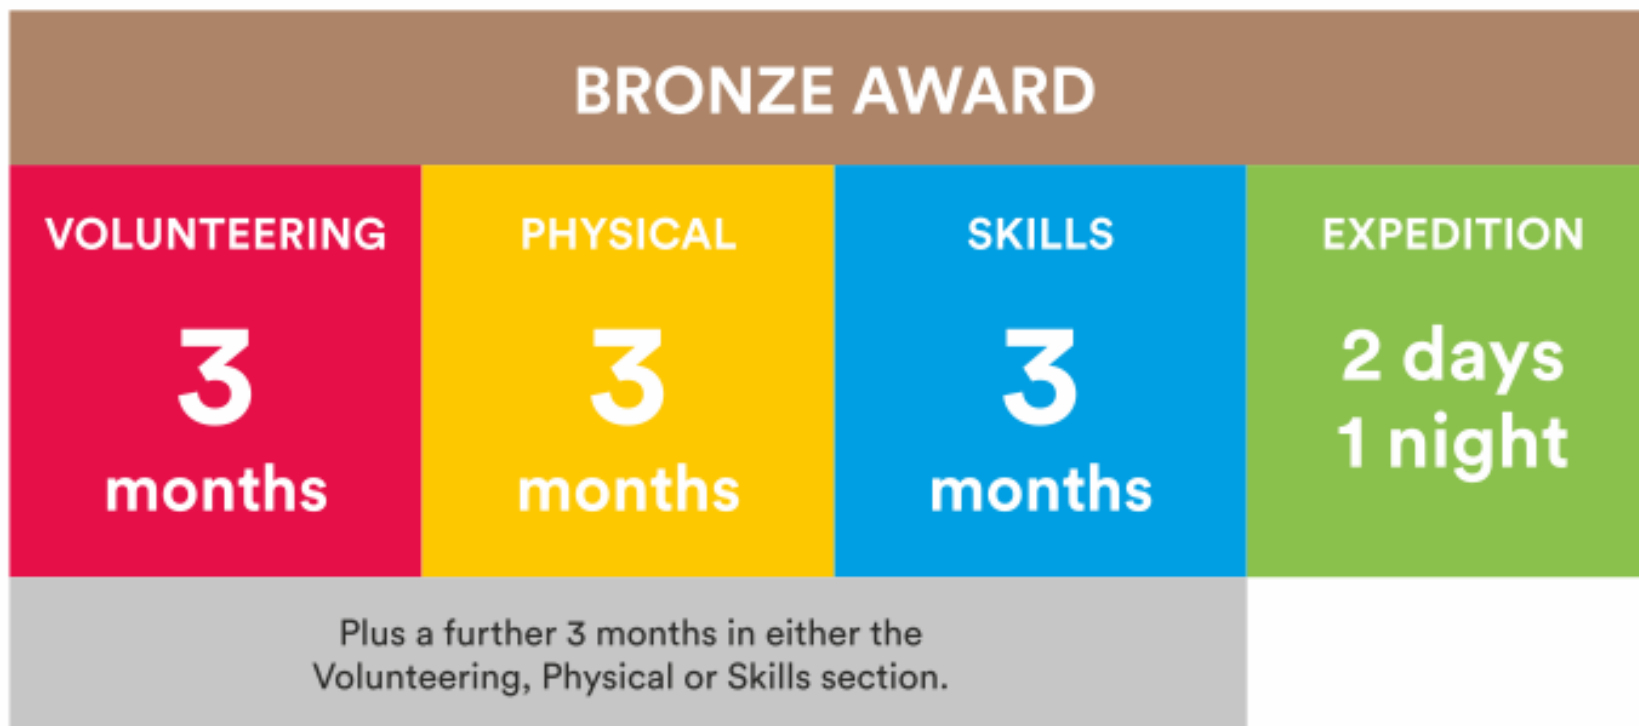 BRONZE AWARD
VOLUNTEERING
3
months
PHYSICAL
3
months
SKILLS
3
months
EXPEDITION
2 days
1 night
Plus a further 3 months in either the
Volunteering, Physical or Skills section.